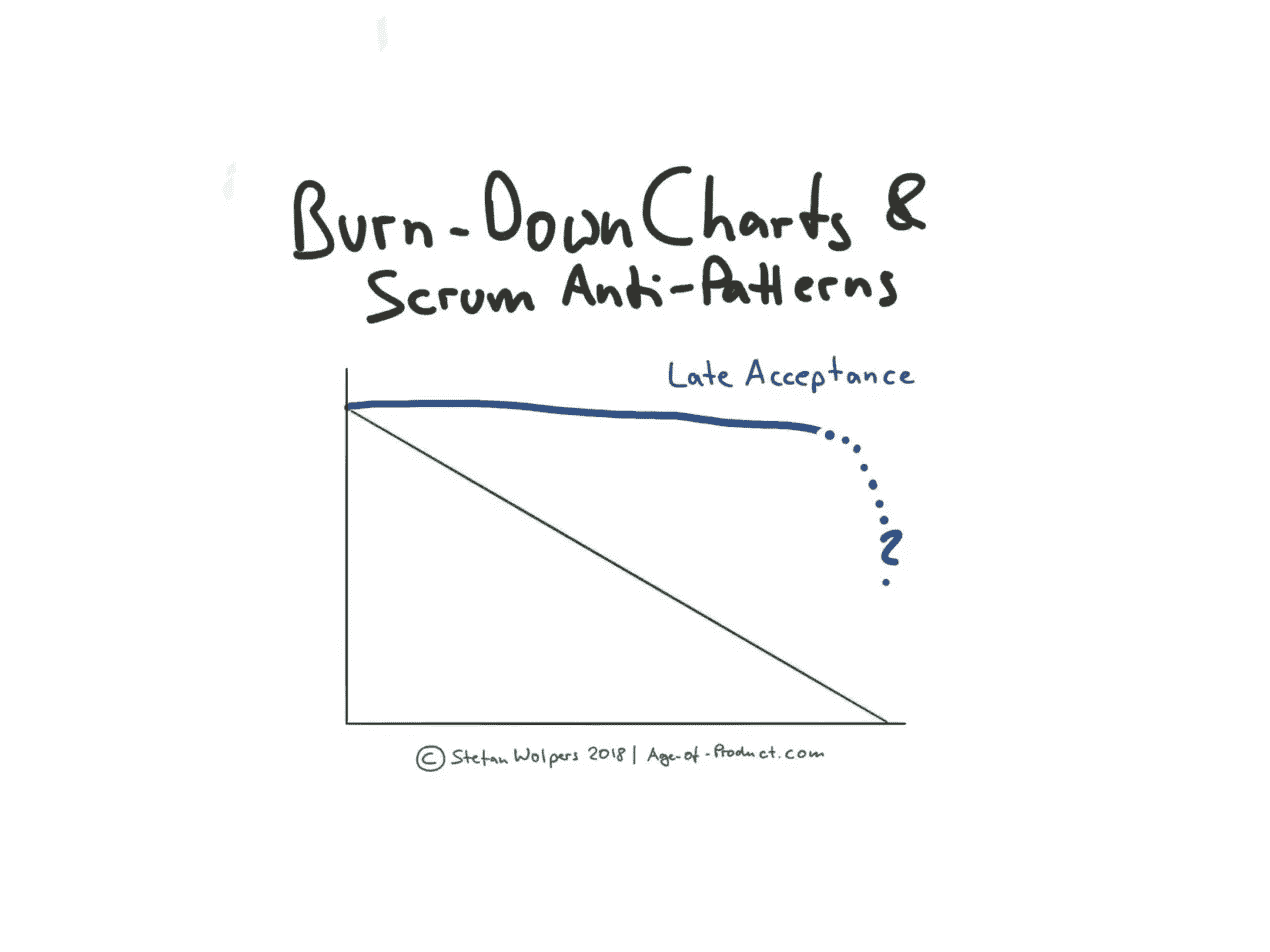 Burn-Down Charts &
Scrum Anti-Patterns
Late Acceptance
?
© Stefan Wolpers 2018 | Age-of-Product.com